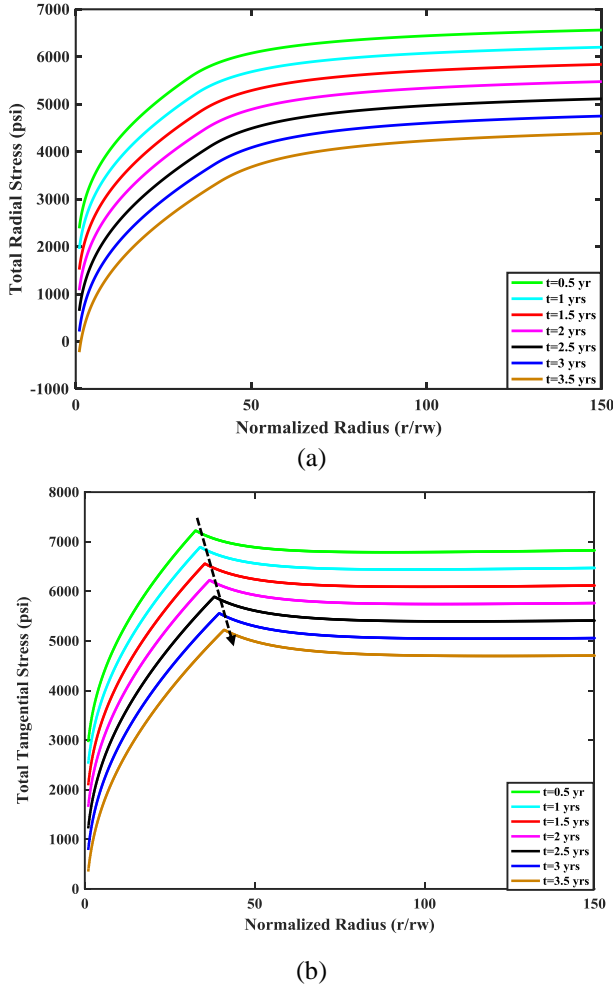 7000
6000
5000
4000
3000
2000
1000
0
-1000
Total Radial Stress (psi)
t=0.5 yr
t=1 yrs
t=1.5 yrs
t=2 yrs
t=2.5 yrs
t=3 yrs
t=3.5 yrs
0 50 100 150
Normalized Radius (r/rw)
(a)
8000
7000
6000
5000
4000
3000
2000
1000
0
Total Tangential Stress (psi)
t=0.5 yr
t=1 yrs
t=1.5 yrs
t=2 yrs
t=2.5 yrs
t=3 yrs
t=3.5 yrs
0 50 100 150
Normalized Radius (r/rw)
(b)